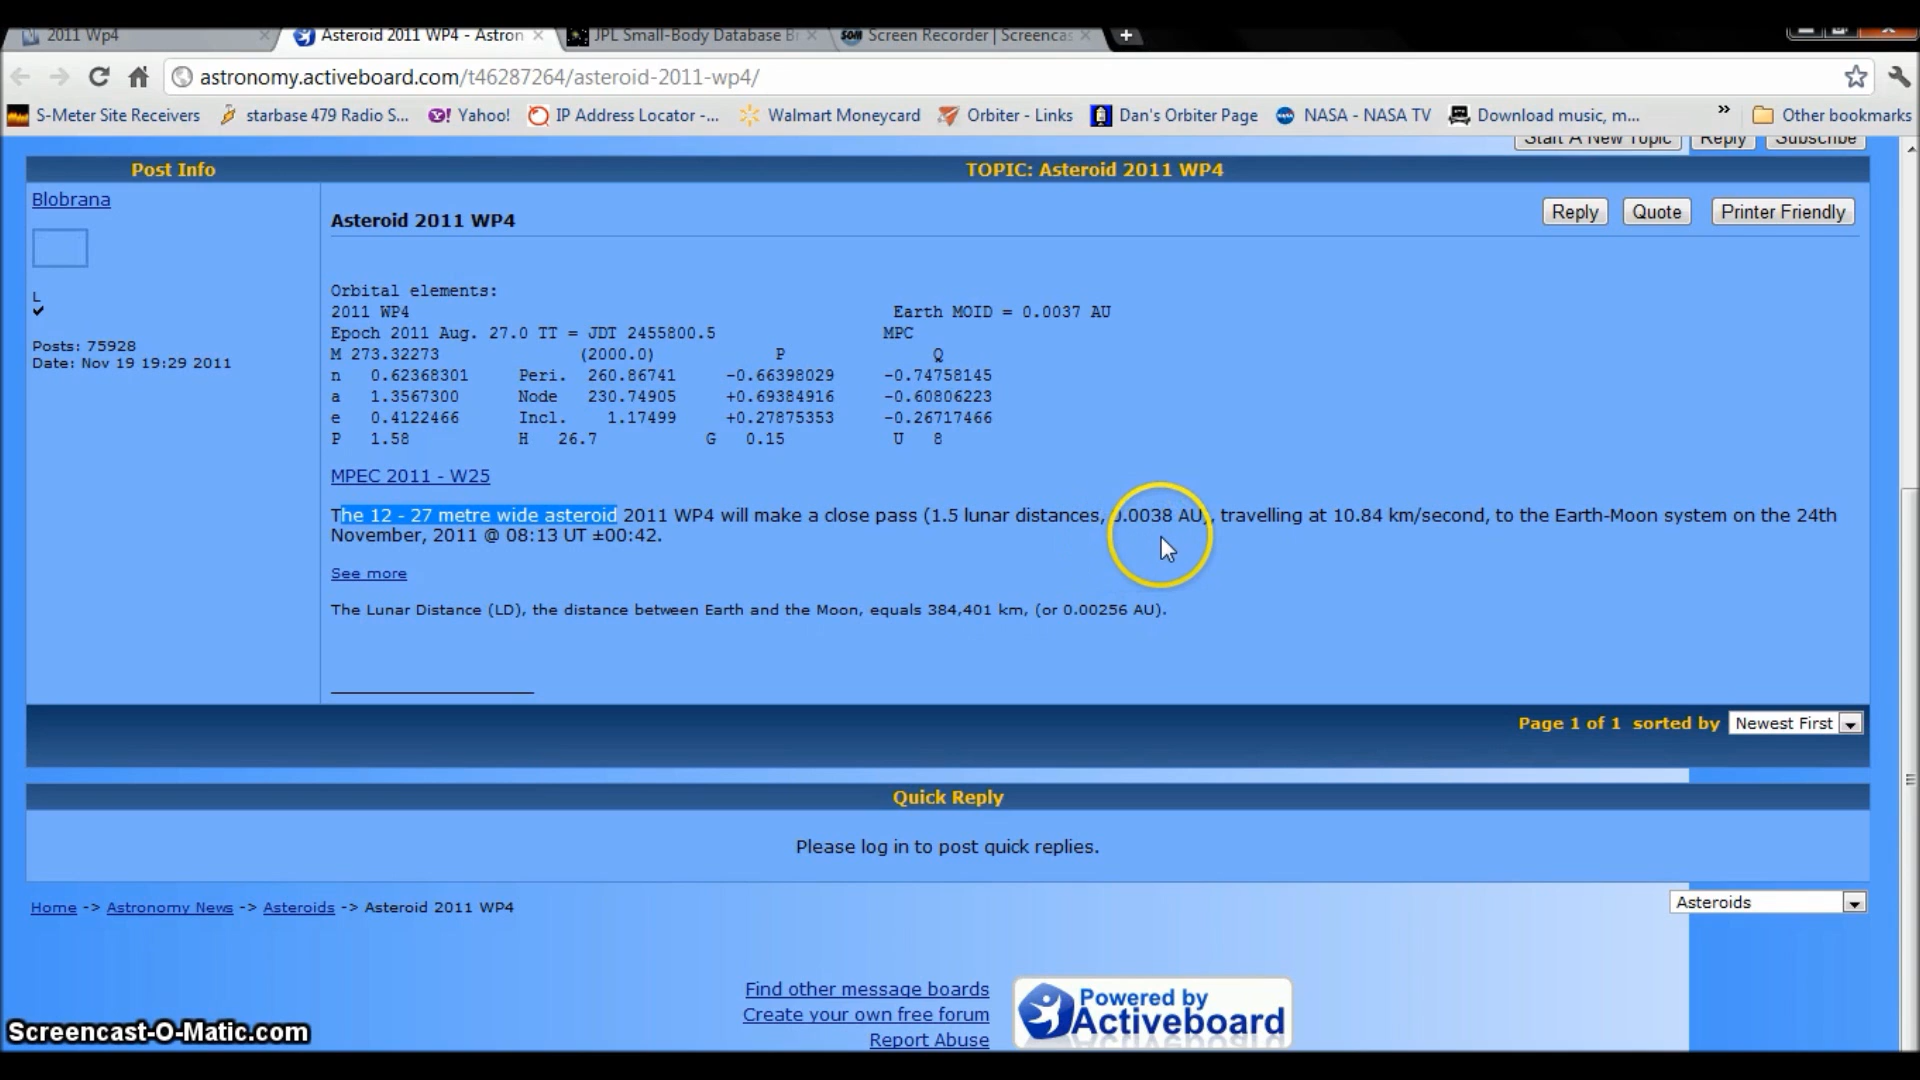 2011 Wp4
Asteroid 2011 WP4 - Astron
JPL Small-Body Database Br
Screen Recorder | Screencas
astronomy.activeboard.com/t46287264/asteroid-2011-wp4/
S-Meter Site Receivers
starbase 479 Radio S...
Yahoo!
IP Address Locator -...
Walmart Moneycard
Orbiter - Links
Dan's Orbiter Page
NASA - NASA TV
Download music, m...
»
Other bookmarks
Start A New Topic Reply Subscribe
Post Info TOPIC: Asteroid 2011 WP4
Blobrana
L
Posts: 75928
Date: Nov 19 19:29 2011
Asteroid 2011 WP4
Reply Quote Printer Friendly
Orbital elements:
2011 WP4 Earth MOID = 0.0037 AU
Epoch 2011 Aug. 27.0 TT = JDT 2455800.5 MPC
M 273.32273 (2000.0) P Q
n 0.62368301 Peri. 260.86741 -0.66398029 -0.74758145
a 1.3567300 Node 230.74905 +0.69384916 -0.60806223
e 0.4122466 Incl. 1.17499 +0.27875353 -0.26717466
P 1.58 H 26.7 G 0.15 U 8
MPEC 2011 - W25
The 12 - 27 metre wide asteroid 2011 WP4 will make a close pass (1.5 lunar distances, 0.0038 AU), travelling at 10.84 km/second, to the Earth-Moon system on the 24th
November, 2011 @ 08:13 UT ±00:42.
See more
The Lunar Distance (LD), the distance between Earth and the Moon, equals 384,401 km, (or 0.00256 AU).
Page 1 of 1 sorted by Newest First
Quick Reply
Please log in to post quick replies.
Home -> Astronomy News -> Asteroids -> Asteroid 2011 WP4
Asteroids
Find other message boards
Create your own free forum
Report Abuse
Powered by
Activeboard
Screencast-O-Matic.com